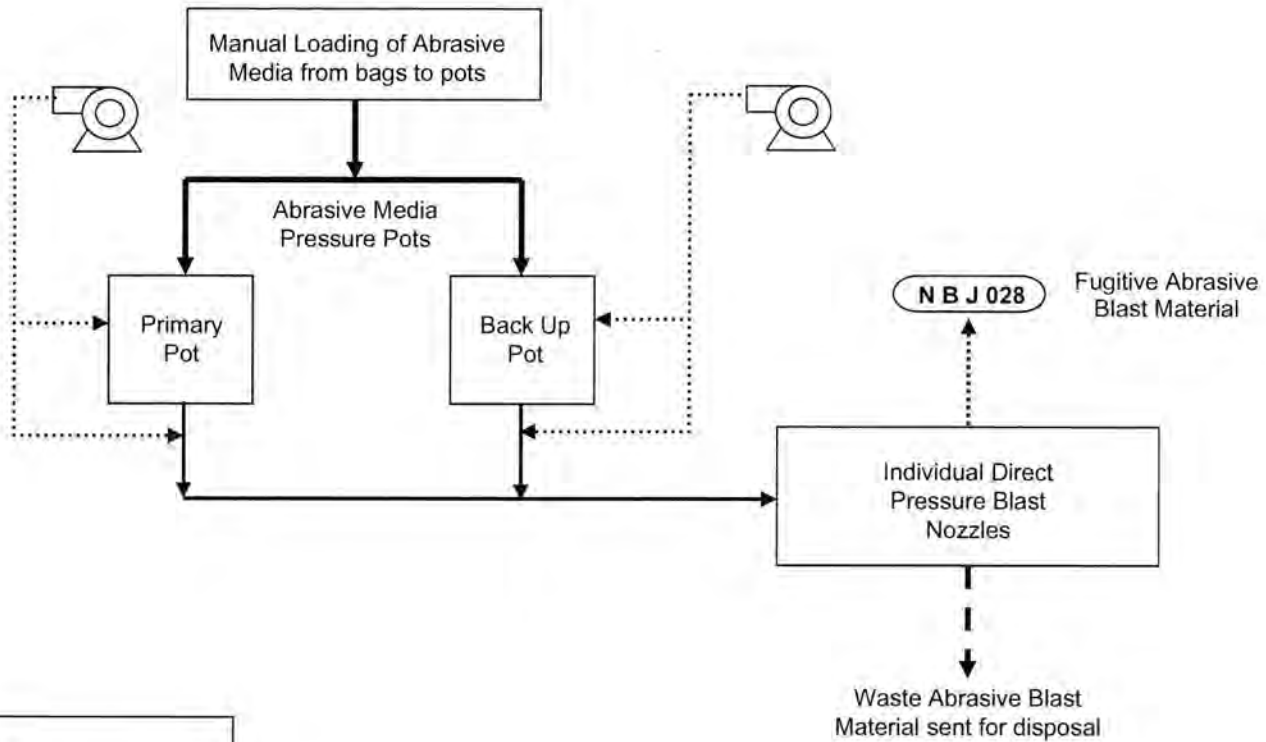 Manual Loading of Abrasive
Media from bags to pots
Abrasive Media
Pressure Pots
Primary
Pot
Back Up
Pot
N B J 028
Fugitive Abrasive
Blast Material
Individual Direct
Pressure Blast
Nozzles
Waste Abrasive Blast
Material sent for disposal